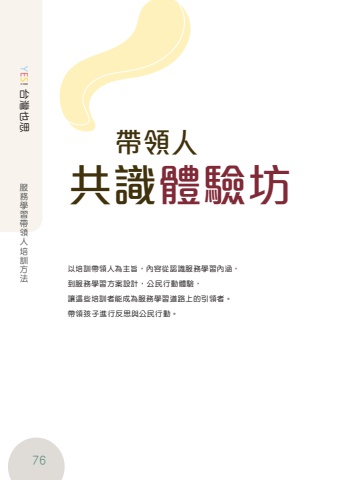 YES! 台灣也思
服務學習帶領人培訓方法
帶領人
共識體驗坊
以培訓帶領人為主旨，內容從認識服務學習內涵，
到服務學習方案設計，公民行動體驗，
讓這些培訓者能成為服務學習道路上的引領者。
帶領孩子進行反思與公民行動。
76